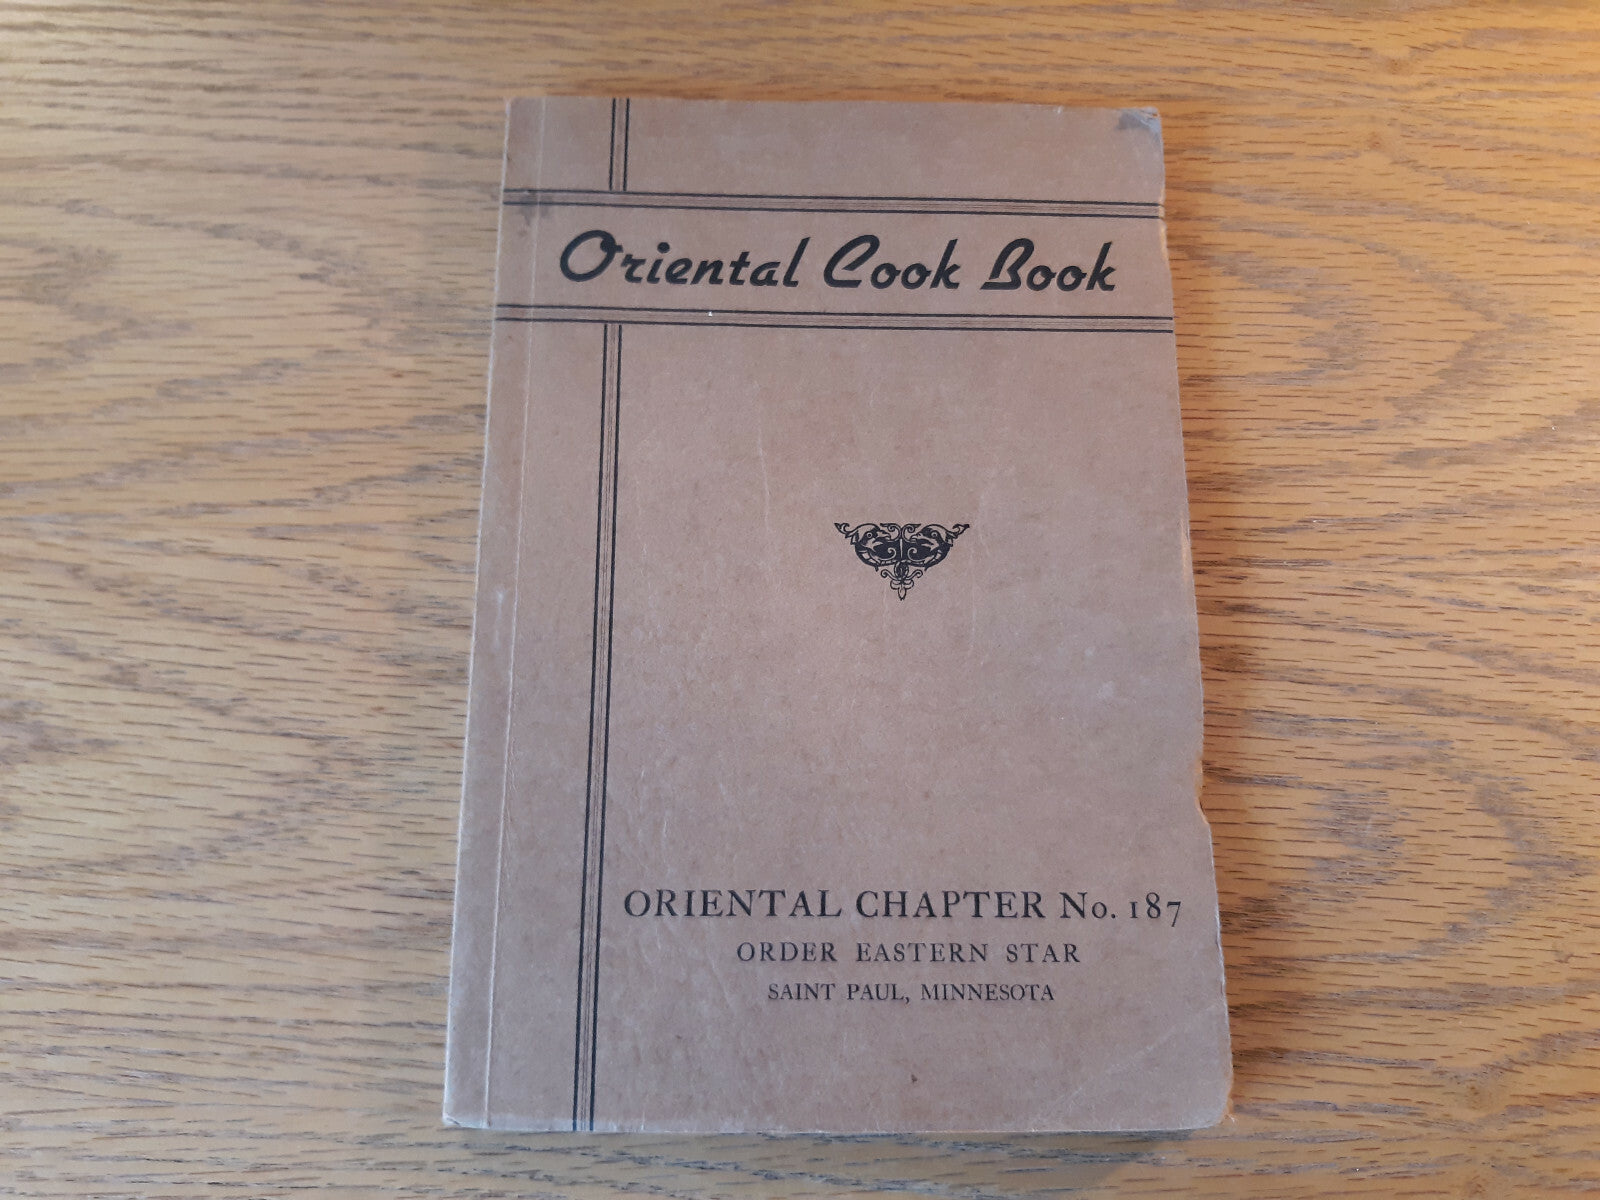 Oriental Cook Book
ORIENTAL CHAPTER No. 187
ORDER EASTERN STAR
SAINT PAUL, MINNESOTA